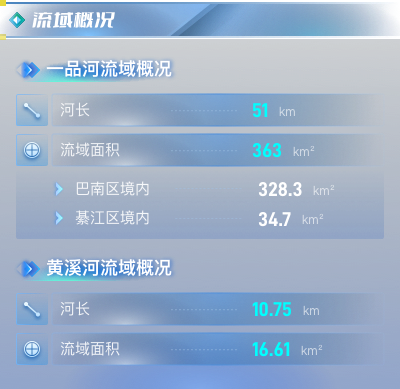 流域概况
一品河流域概况
河长 51 km
流域面积 363 km²
巴南区境内 328.3 km²
綦江区境内 34.7 km²
黄溪河流域概况
河长 10.75 km
流域面积 16.61 km²